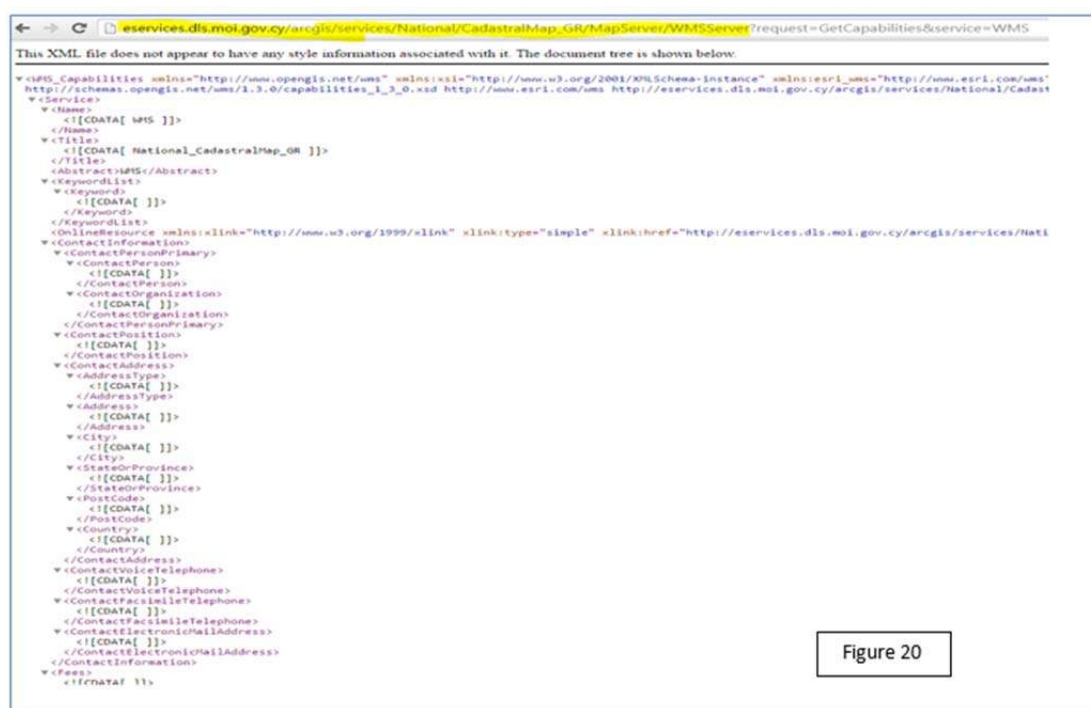 eservices.dls.moi.gov.cy/arcgis/services/National/CadastralMap_GR/MapServer/WMSServer?request=GetCapabilities&service=WMS
This XML file does not appear to have any style information associated with it. The document tree is shown below.
▼<WMS_Capabilities xmlns="http://www.opengis.net/wms" xmlns:xsi="http://www.w3.org/2001/XMLSchema-instance" xmlns:esri_wms="http://www.esri.com/wms"
http://schemas.opengis.net/wms/1.3.0/capabilities_1_3_0.xsd http://www.esri.com/wms http://eservices.dls.moi.gov.cy/arcgis/services/National/Cadast
▼<Service>
▼<Name>
<![CDATA[ WMS ]]>
</Name>
▼<Title>
<![CDATA[ National_CadastralMap_GR ]]>
</Title>
<Abstract>WMS</Abstract>
▼<KeywordList>
▼<Keyword>
<![CDATA[ ]]>
</Keyword>
</KeywordList>
<OnlineResource xmlns:xlink="http://www.w3.org/1999/xlink" xlink:type="simple" xlink:href="http://eservices.dls.moi.gov.cy/arcgis/services/Nati
▼<ContactInformation>
▼<ContactPersonPrimary>
▼<ContactPerson>
<![CDATA[ ]]>
</ContactPerson>
▼<ContactOrganization>
<![CDATA[ ]]>
</ContactOrganization>
</ContactPersonPrimary>
▼<ContactPosition>
<![CDATA[ ]]>
</ContactPosition>
▼<ContactAddress>
▼<AddressType>
<![CDATA[ ]]>
</AddressType>
▼<Address>
<![CDATA[ ]]>
</Address>
▼<City>
<![CDATA[ ]]>
</City>
▼<StateOrProvince>
<![CDATA[ ]]>
</StateOrProvince>
▼<PostCode>
<![CDATA[ ]]>
</PostCode>
▼<Country>
<![CDATA[ ]]>
</Country>
</ContactAddress>
▼<ContactVoiceTelephone>
<![CDATA[ ]]>
</ContactVoiceTelephone>
▼<ContactFacsimileTelephone>
<![CDATA[ ]]>
</ContactFacsimileTelephone>
▼<ContactElectronicMailAddress>
<![CDATA[ ]]>
</ContactElectronicMailAddress>
</ContactInformation>
▼<Fees>
<![CDATA[ ]]>
Figure 20